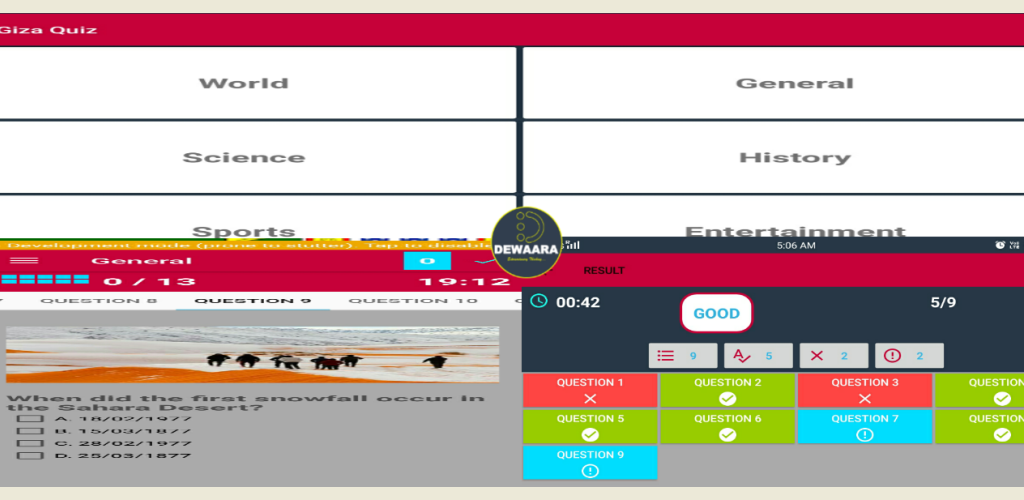 Giza Quiz
World
General
Science
History
Sports
Entertainment
Development mode (prone to stutter) Tap to disable
General
0
0 / 13
19:12
QUESTION 8
QUESTION 9
QUESTION 10
When did the first snowfall occur in
the Sahara Desert?
A. 18/02/1977
B. 15/03/1877
C. 28/02/1977
D. 25/03/1877
DEWAARA
5:06 AM
RESULT
00:42
GOOD
5/9
9
5
2
2
QUESTION 1
QUESTION 2
QUESTION 3
QUESTION
QUESTION 5
QUESTION 6
QUESTION 7
QUESTION
QUESTION 9